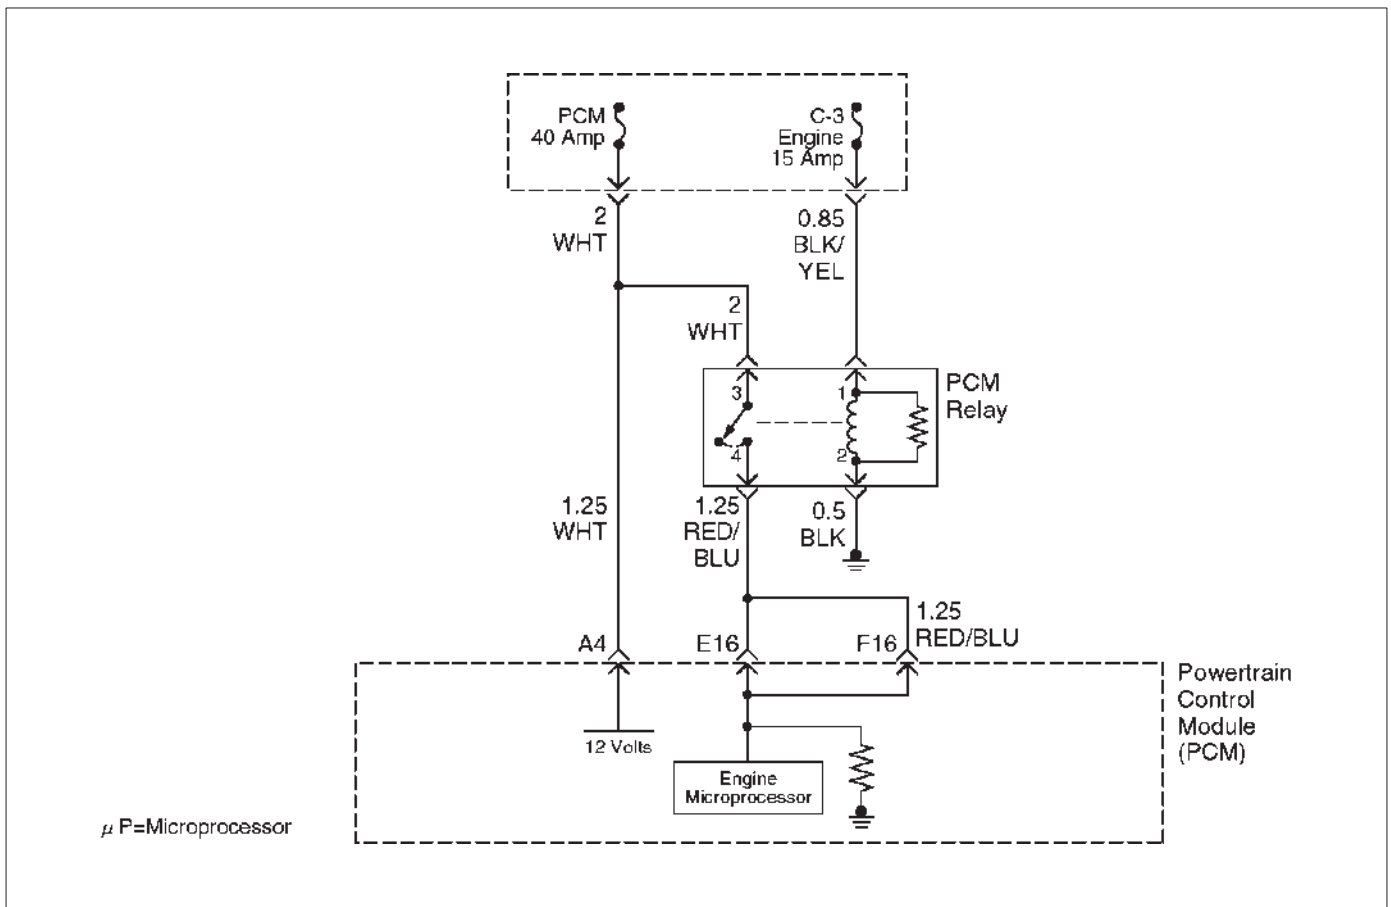 PCM
40 Amp
C-3
Engine
15 Amp
2
WHT
0.85
BLK/
YEL
2
WHT
3
1
PCM
Relay
4
2
1.25
WHT
1.25
RED/
BLU
0.5
BLK
1.25
RED/BLU
A4
E16
F16
Powertrain
Control
Module
(PCM)
12 Volts
Engine
Microprocessor
μ P=Microprocessor